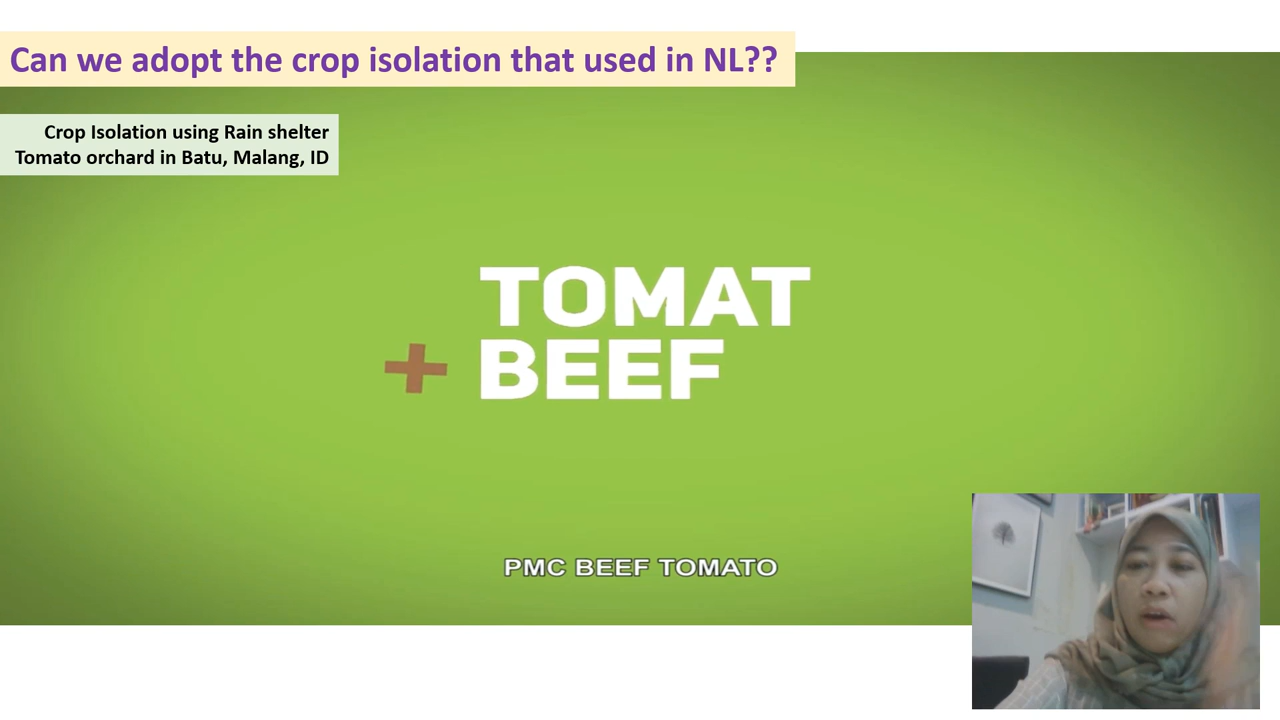 Can we adopt the crop isolation that used in NL??
Crop Isolation using Rain shelter
Tomato orchard in Batu, Malang, ID
TOMAT
+ BEEF
PMC BEEF TOMATO